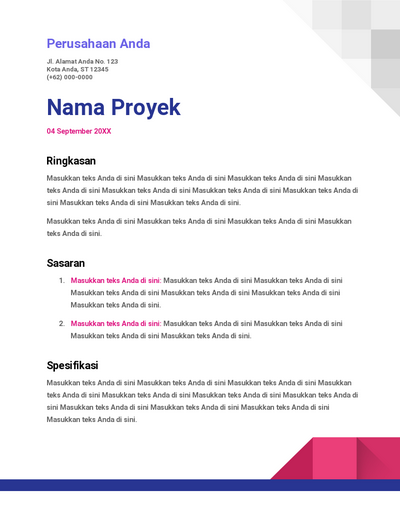 Perusahaan Anda
Jl. Alamat Anda No. 123
Kota Anda, ST 12345
(+62) 000-0000
Nama Proyek
04 September 20XX
Ringkasan
Masukkan teks Anda di sini Masukkan teks Anda di sini Masukkan teks Anda di sini Masukkan
teks Anda di sini Masukkan teks Anda di sini Masukkan teks Anda di sini Masukkan teks Anda di
sini Masukkan teks Anda di sini Masukkan teks Anda di sini.
Masukkan teks Anda di sini Masukkan teks Anda di sini Masukkan teks Anda di sini Masukkan
teks Anda di sini.
Sasaran
1. Masukkan teks Anda di sini: Masukkan teks Anda di sini Masukkan teks Anda di sini
Masukkan teks Anda di sini Masukkan teks Anda di sini Masukkan teks Anda di sini
Masukkan teks Anda di sini.
2. Masukkan teks Anda di sini: Masukkan teks Anda di sini Masukkan teks Anda di sini
Masukkan teks Anda di sini Masukkan teks Anda di sini.
Spesifikasi
Masukkan teks Anda di sini Masukkan teks Anda di sini Masukkan teks Anda di sini Masukkan
teks Anda di sini Masukkan teks Anda di sini Masukkan teks Anda di sini Masukkan teks Anda di
sini Masukkan teks Anda di sini Masukkan teks Anda di sini Masukkan teks Anda di sini
Masukkan teks Anda di sini.